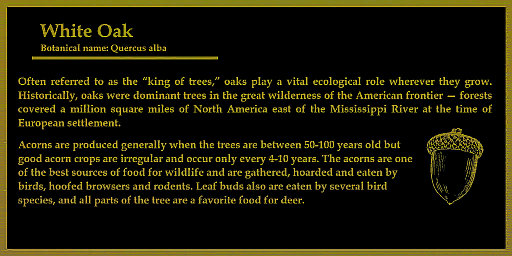 White Oak
Botanical name: Quercus alba
Often referred to as the “king of trees,” oaks play a vital ecological role wherever they grow.
Historically, oaks were dominant trees in the great wilderness of the American frontier — forests
covered a million square miles of North America east of the Mississippi River at the time of
European settlement.
Acorns are produced generally when the trees are between 50-100 years old but
good acorn crops are irregular and occur only every 4-10 years. The acorns are one
of the best sources of food for wildlife and are gathered, hoarded and eaten by
birds, hoofed browsers and rodents. Leaf buds also are eaten by several bird
species, and all parts of the tree are a favorite food for deer.